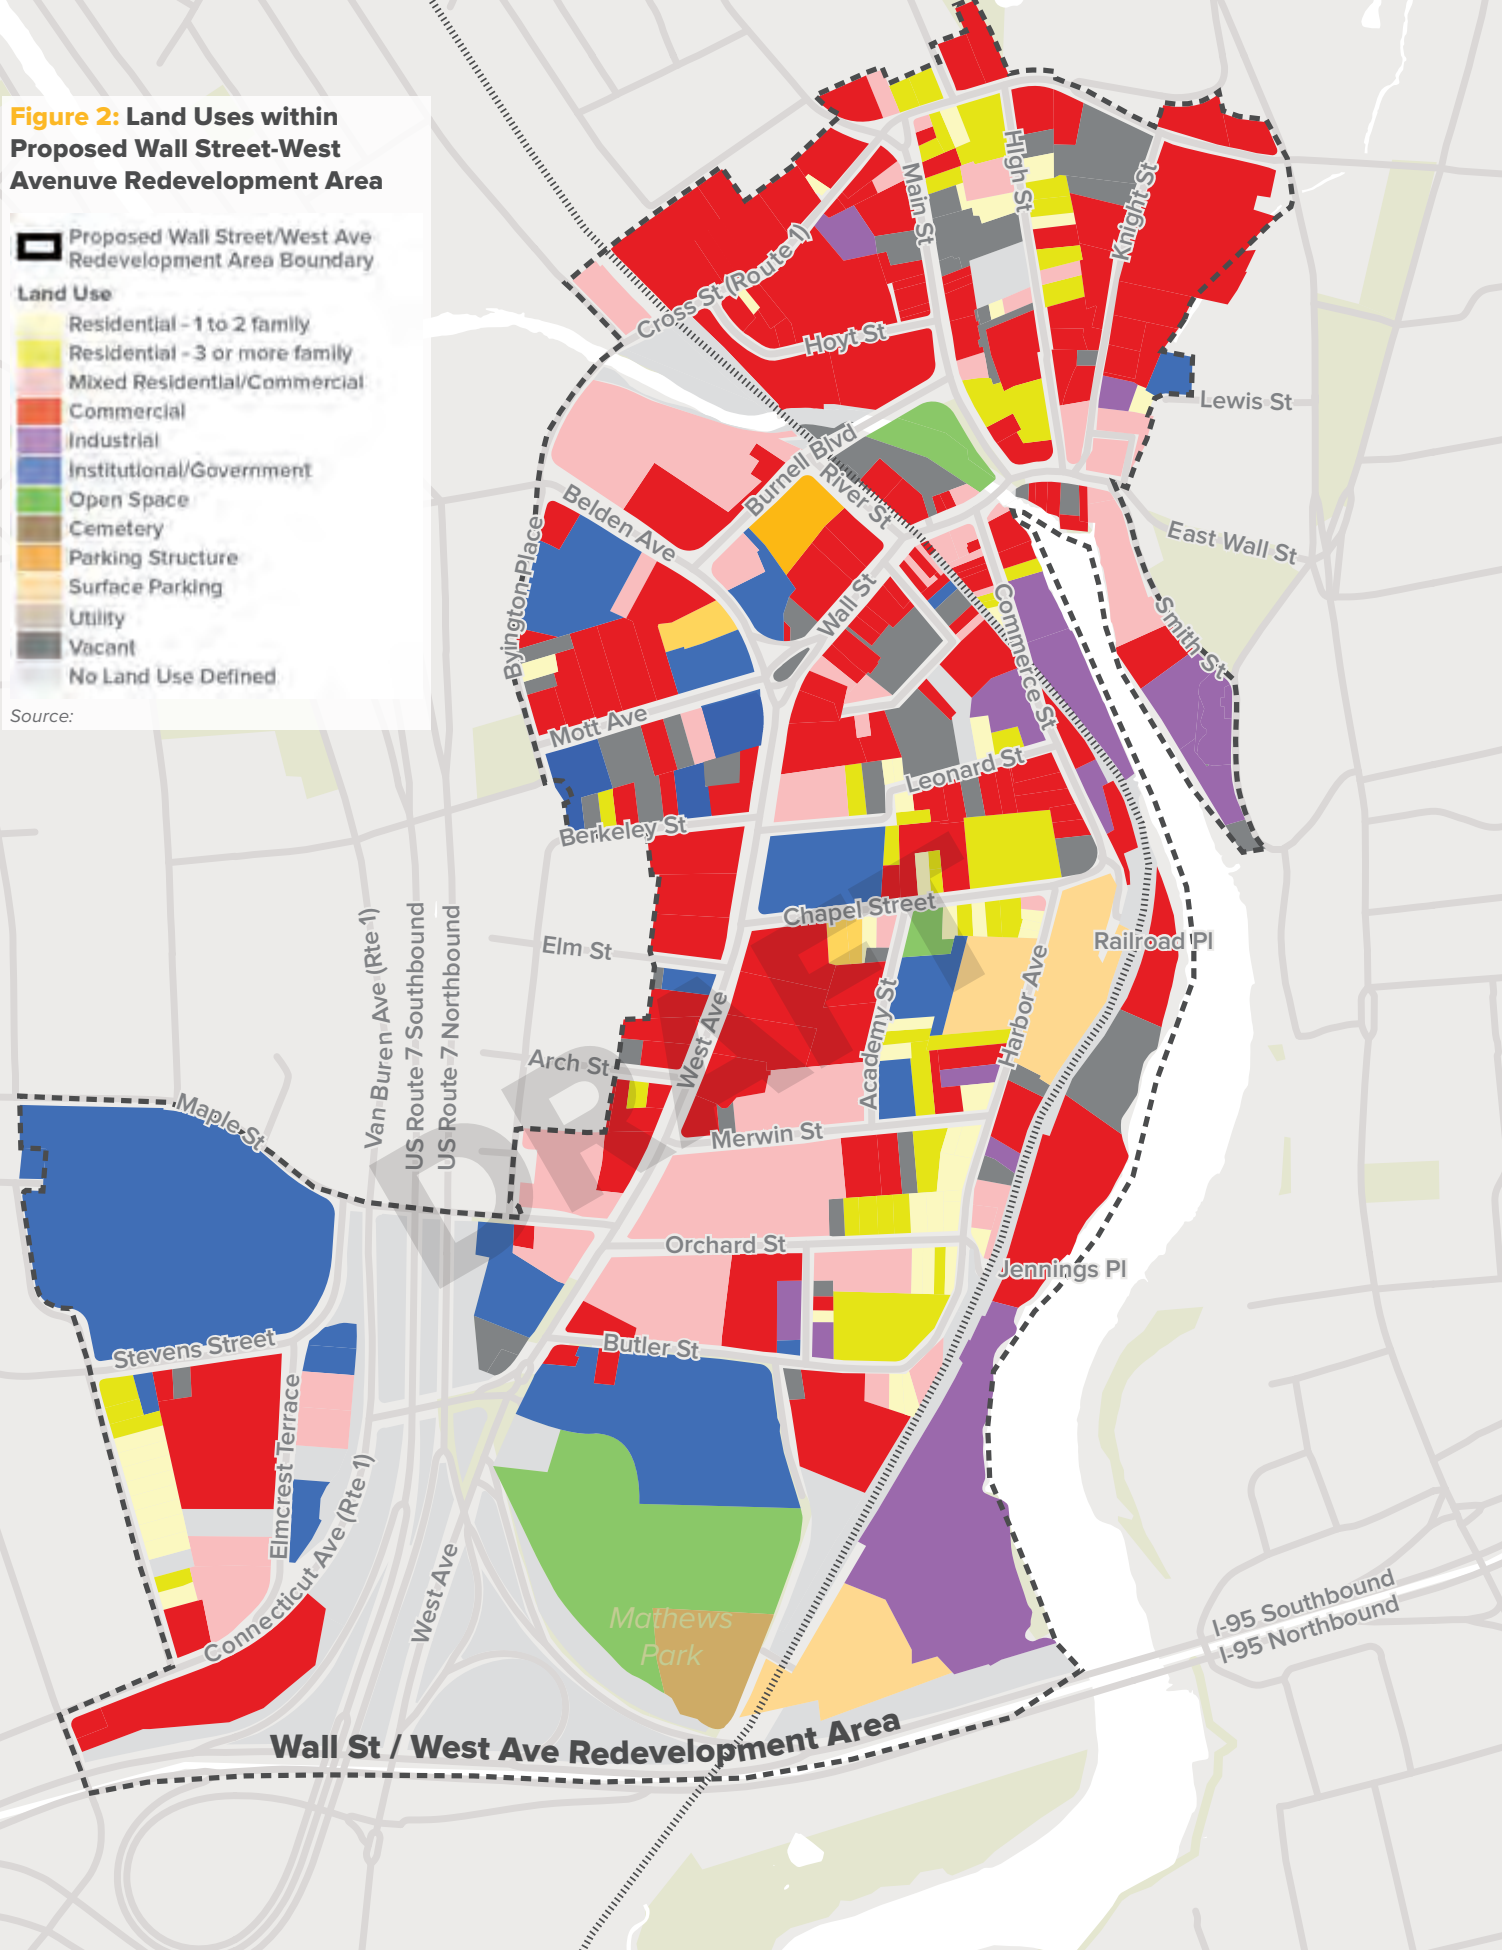 Figure 2: Land Uses within
Proposed Wall Street-West
Avenuve Redevelopment Area
Proposed Wall Street/West Ave
Redevelopment Area Boundary
Land Use
Residential - 1 to 2 family
Residential - 3 or more family
Mixed Residential/Commercial
Commercial
Industrial
Institutional/Government
Open Space
Cemetery
Parking Structure
Surface Parking
Utility
Vacant
No Land Use Defined
Source:
Main St
High St
Knight St
Cross St (Route 1)
Hoyt St
Lewis St
Burnell Blvd
River St
Belden Ave
East Wall St
Byington Place
Wall St
Commerce St
Smith St
Mott Ave
Leonard St
Berkeley St
Chapel Street
Elm St
Railroad Pl
Van Buren Ave (Rte 1)
US Route 7 Southbound
US Route 7 Northbound
West Ave
Academy St
Harbor Ave
Arch St
Maple St
Merwin St
DRAFT
Orchard St
Jennings Pl
Stevens Street
Butler St
Elmcrest Terrace
Connecticut Ave (Rte 1)
West Ave
Mathews
Park
I-95 Southbound
I-95 Northbound
Wall St / West Ave Redevelopment Area